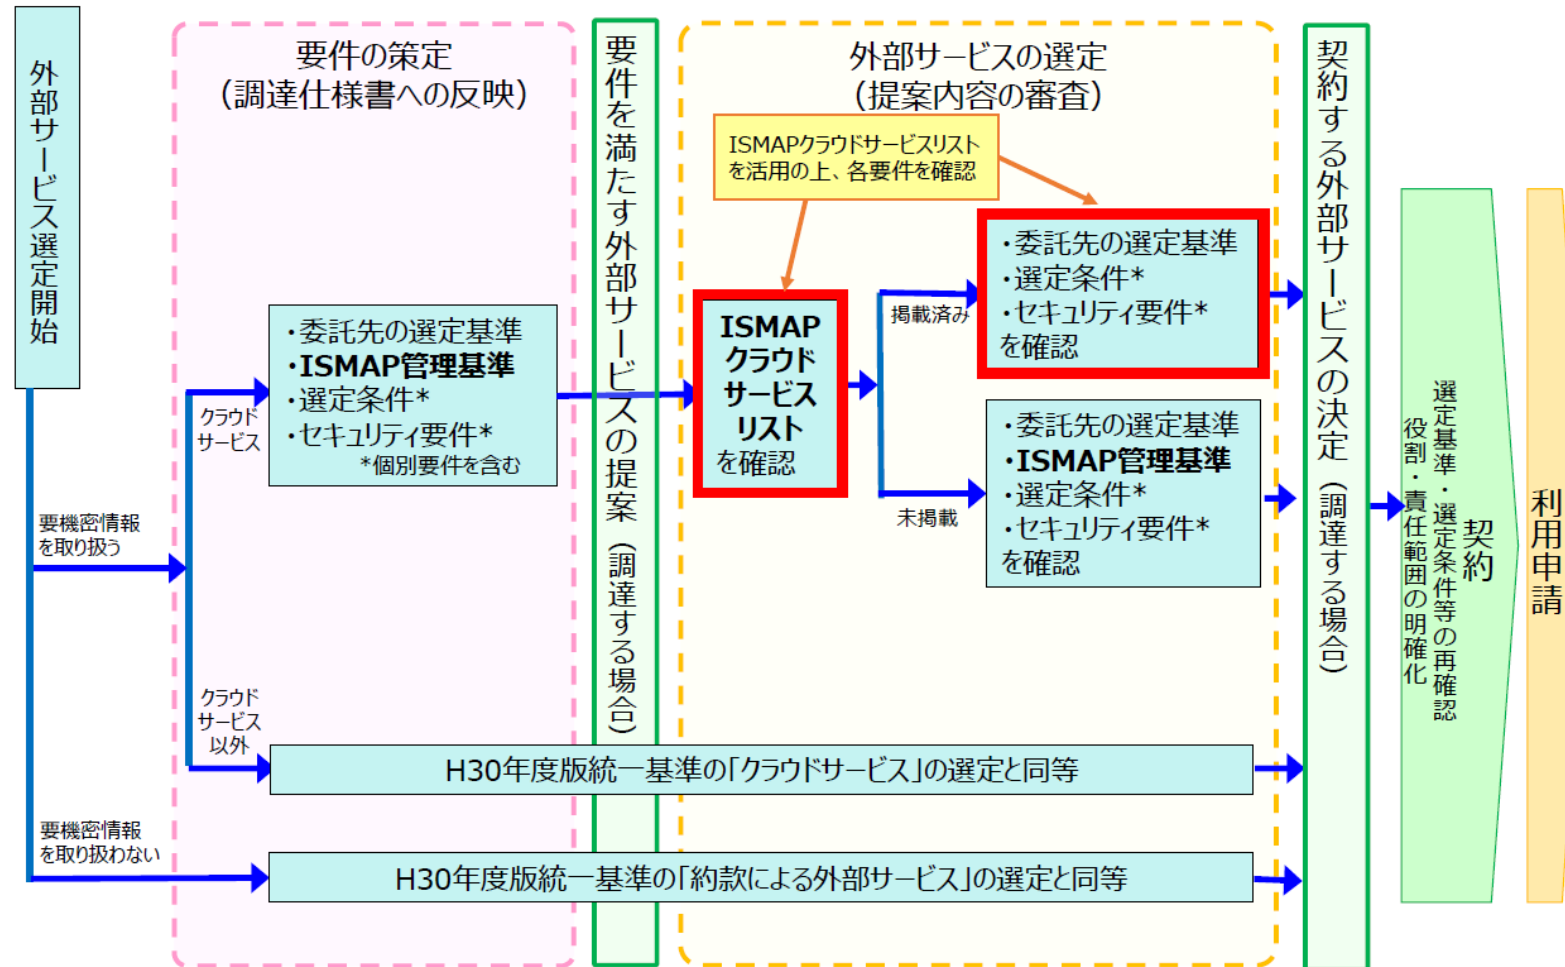 外部サービス選定開始
要件の策定
（調達仕様書への反映）
要件を満たす外部サービスの提案（調達する場合）
外部サービスの選定
（提案内容の審査）
契約する外部サービスの決定（調達する場合）
ISMAPクラウドサービスリスト
を活用の上、各要件を確認
・委託先の選定基準
・ISMAP管理基準
・選定条件*
・セキュリティ要件*
*個別要件を含む
クラウド
サービス
要機密情報
を取り扱う
ISMAP
クラウド
サービス
リスト
を確認
掲載済み
・委託先の選定基準
・選定条件*
・セキュリティ要件*
を確認
未掲載
・委託先の選定基準
・ISMAP管理基準
・選定条件*
・セキュリティ要件*
を確認
クラウド
サービス
以外
H30年度版統一基準の「クラウドサービス」の選定と同等
要機密情報
を取り扱わない
H30年度版統一基準の「約款による外部サービス」の選定と同等
契約
選定基準・選定条件等の再確認
役割・責任範囲の明確化
利用申請